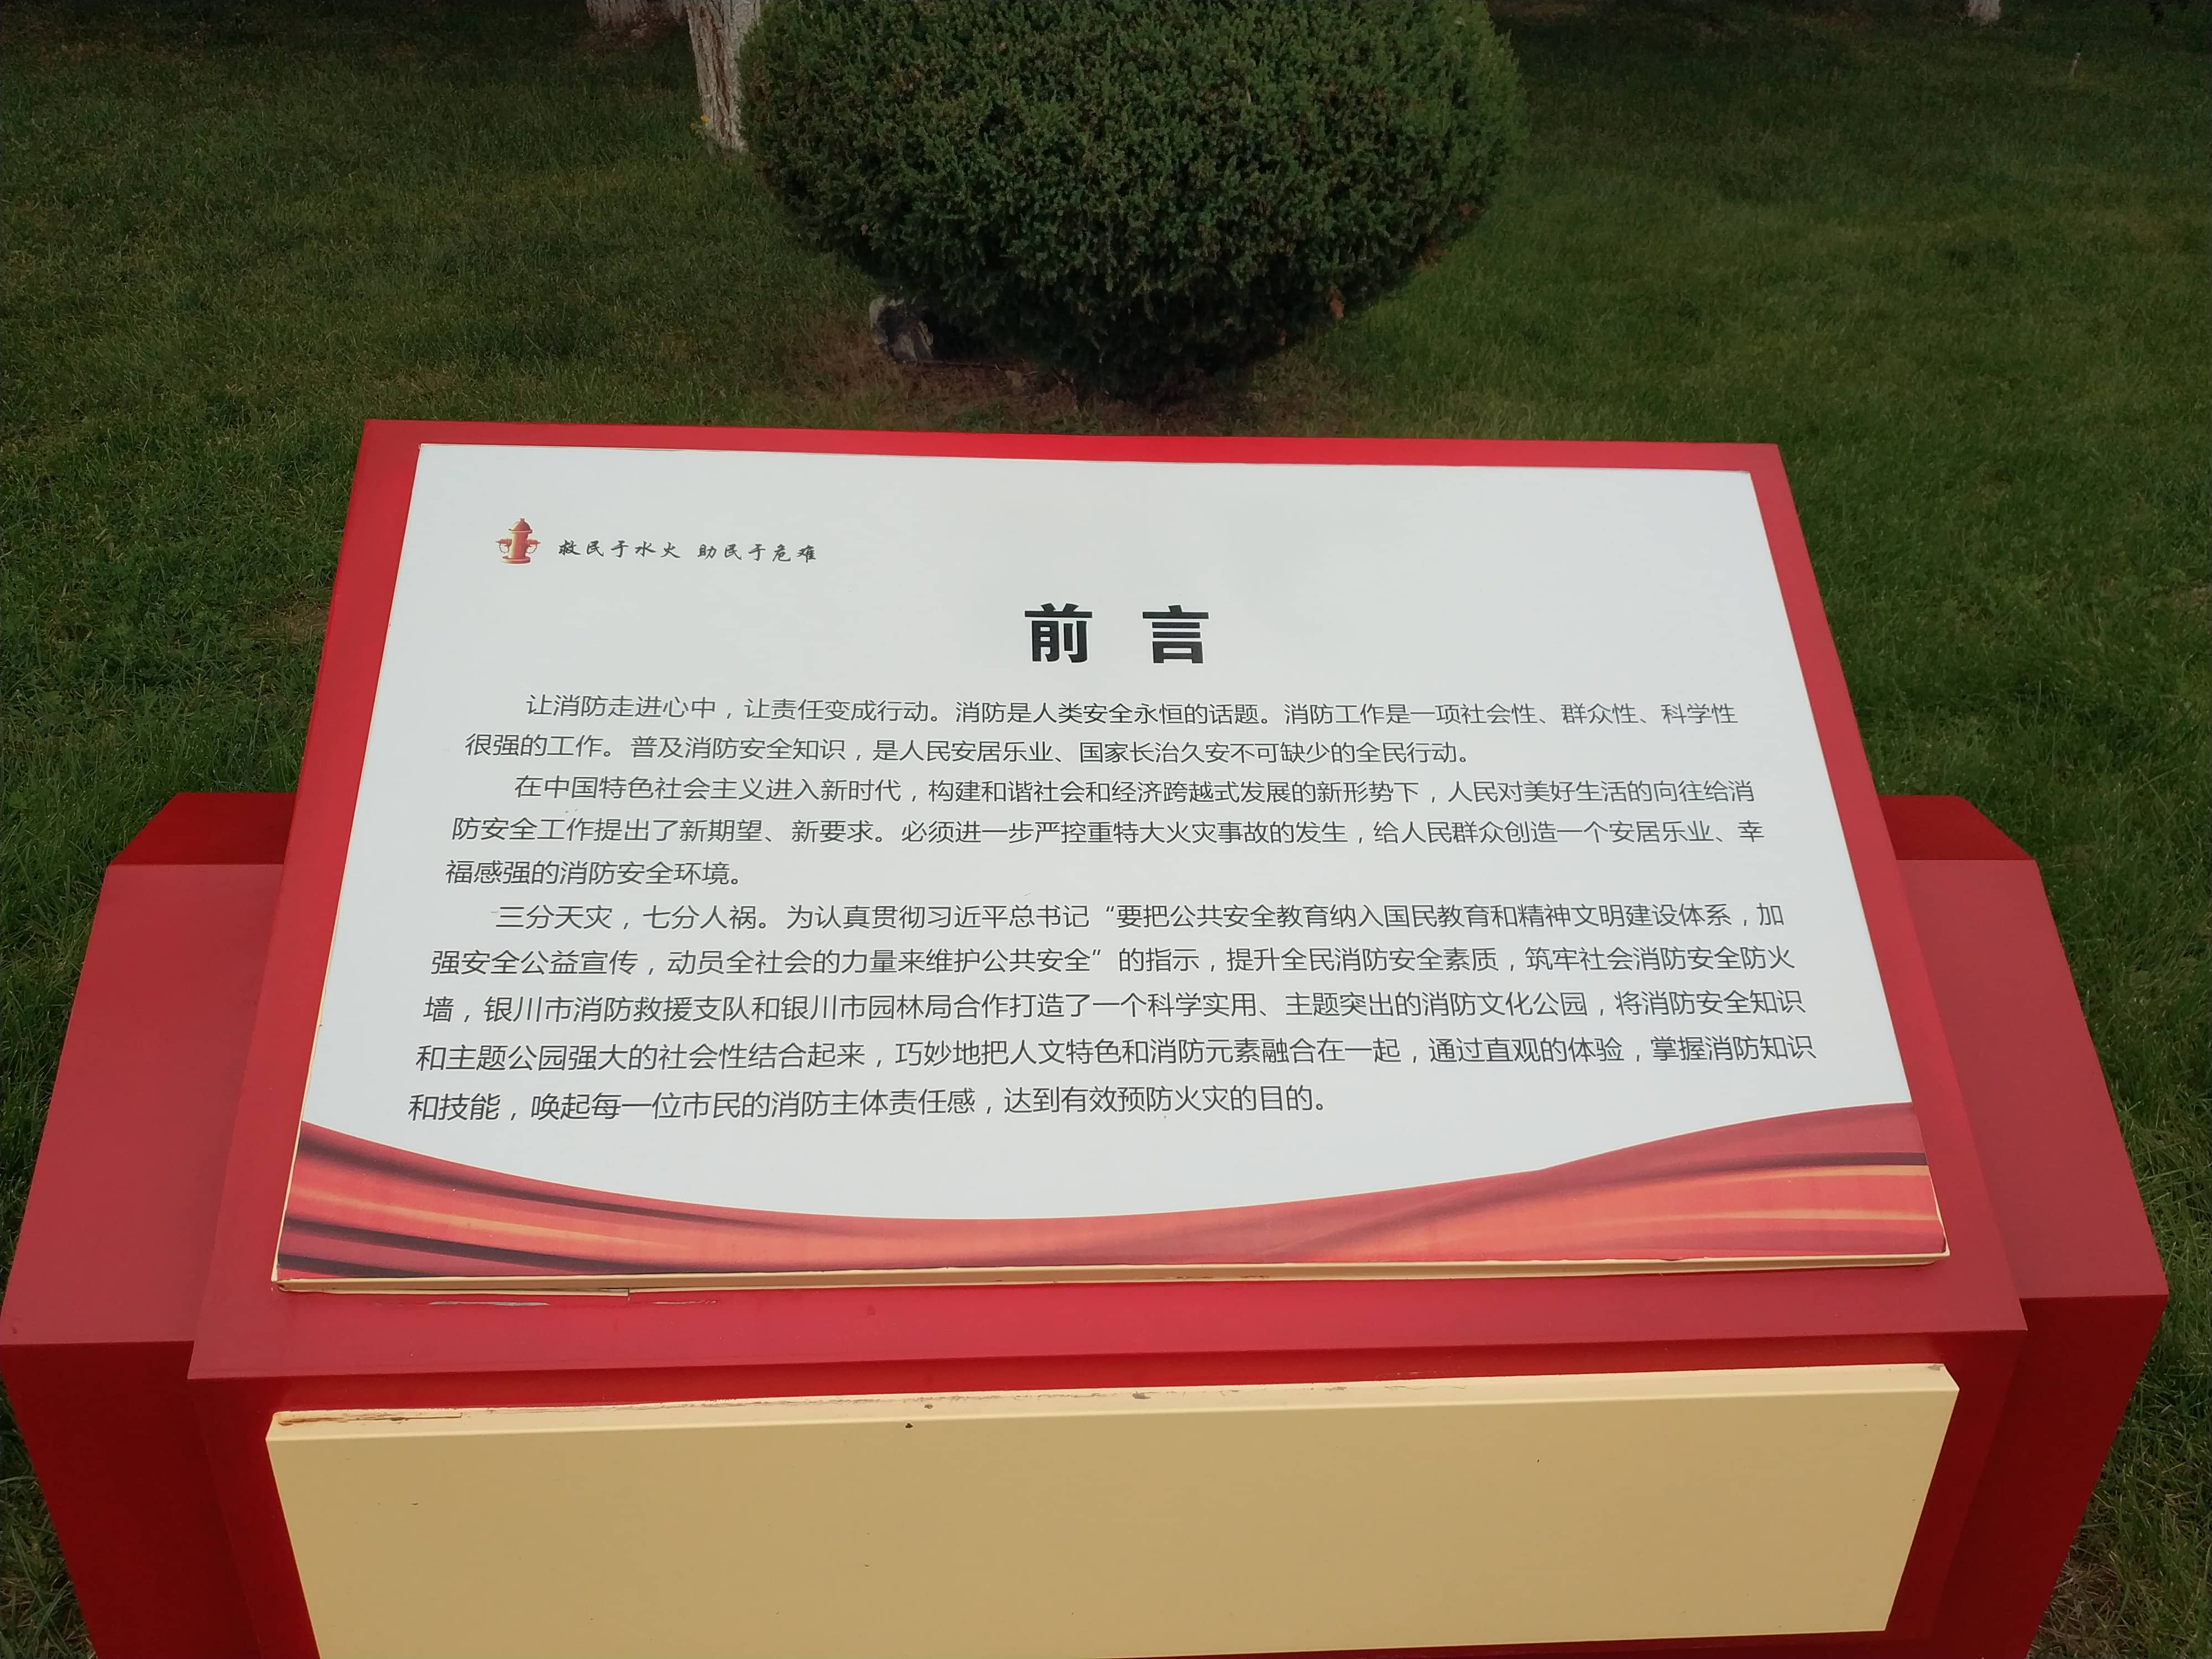 救民于水火 助民于危难
前 言
让消防走进心中，让责任变成行动。消防是人类安全永恒的话题。消防工作是一项社会性、群众性、科学性
很强的工作。普及消防安全知识，是人民安居乐业、国家长治久安不可缺少的全民行动。
在中国特色社会主义进入新时代，构建和谐社会和经济跨越式发展的新形势下，人民对美好生活的向往给消
防安全工作提出了新期望、新要求。必须进一步严控重特大火灾事故的发生，给人民群众创造一个安居乐业、幸
福感强的消防安全环境。
三分天灾，七分人祸。为认真贯彻习近平总书记“要把公共安全教育纳入国民教育和精神文明建设体系，加
强安全公益宣传，动员全社会的力量来维护公共安全”的指示，提升全民消防安全素质，筑牢社会消防安全防火
墙，银川市消防救援支队和银川市园林局合作打造了一个科学实用、主题突出的消防文化公园，将消防安全知识
和主题公园强大的社会性结合起来，巧妙地把人文特色和消防元素融合在一起，通过直观的体验，掌握消防知识
和技能，唤起每一位市民的消防主体责任感，达到有效预防火灾的目的。